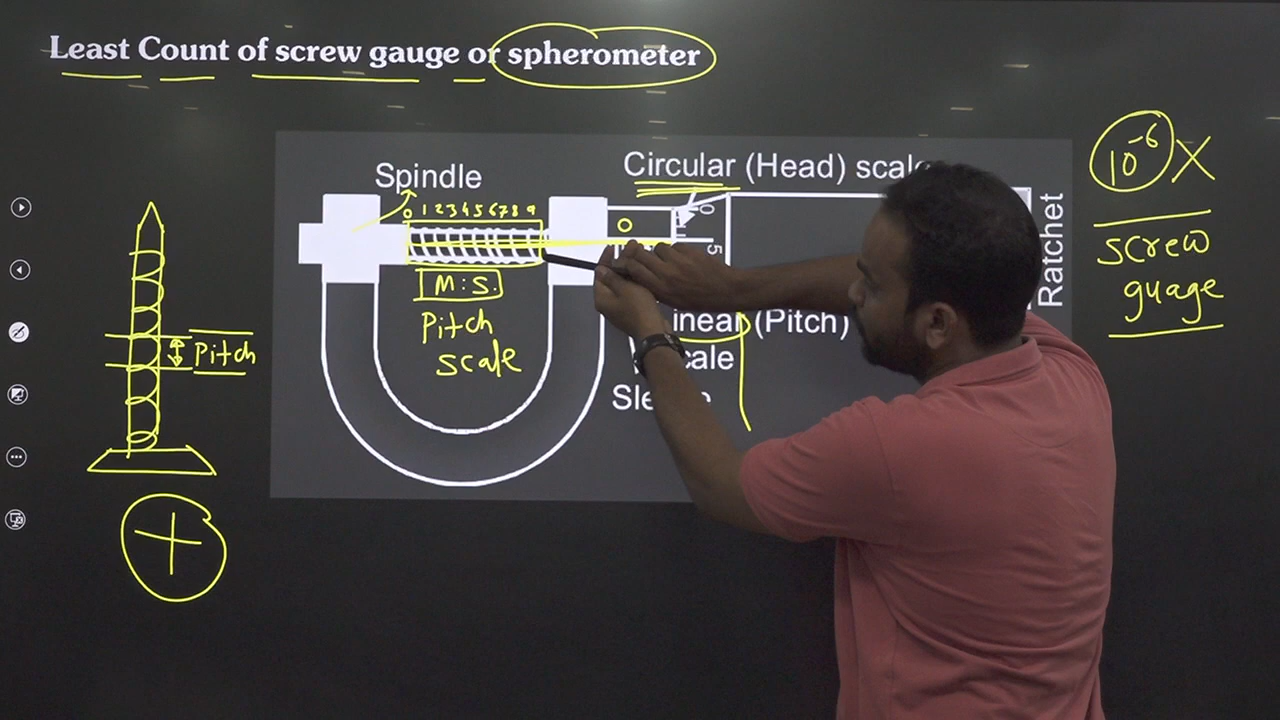 Least Count of screw gauge or spherometer
10⁻⁶ X
Spindle
Circular (Head) scale
0 1 2 3 4 5 6 7 8 9
0
0
5
Ratchet
screw
guage
M.S.
Pitch
scale
Pitch
(Pitch)